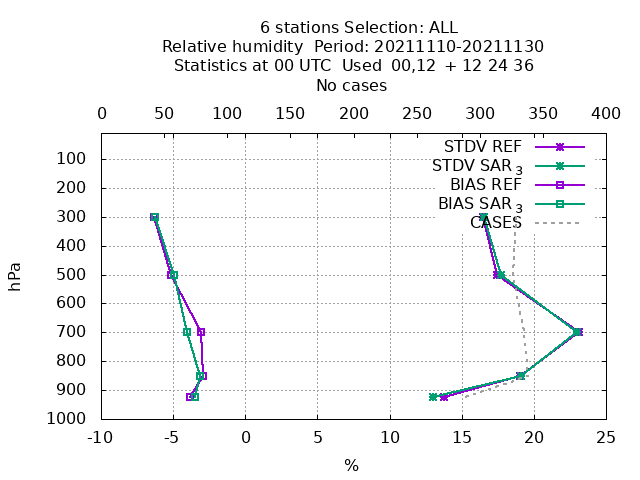 6 stations Selection: ALL
Relative humidity  Period: 20211110-20211130
Statistics at 00 UTC  Used  00,12  + 12 24 36
No cases
0 50 100 150 200 250 300 350 400
STDV REF
STDV SAR 3
BIAS REF
BIAS SAR 3
CASES
hPa
100
200
300
400
500
600
700
800
900
1000
-10 -5 0 5 10 15 20 25
%